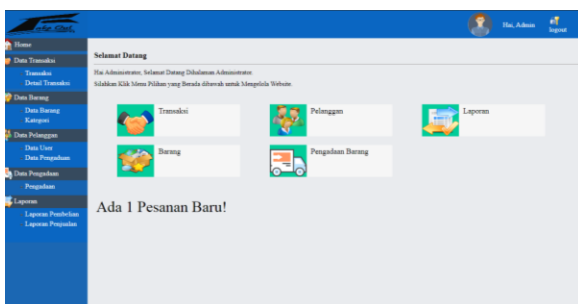 Hai, Admin
logout
Home
Data Transaksi
Transaksi
Detail Transaksi
Data Barang
Data Barang
Kategori
Data Pelanggan
Data User
Data Pengaduan
Data Pengadaan
Pengadaan
Laporan
Laporan Pembelian
Laporan Penjualan
Selamat Datang
Hai Administrator, Selamat Datang Dihalaman Administrator.
Silahkan Klik Menu Pilihan yang Berada dibawah untuk Mengelola Website.
Transaksi
Pelanggan
Laporan
Barang
Pengadaan Barang
Ada 1 Pesanan Baru!